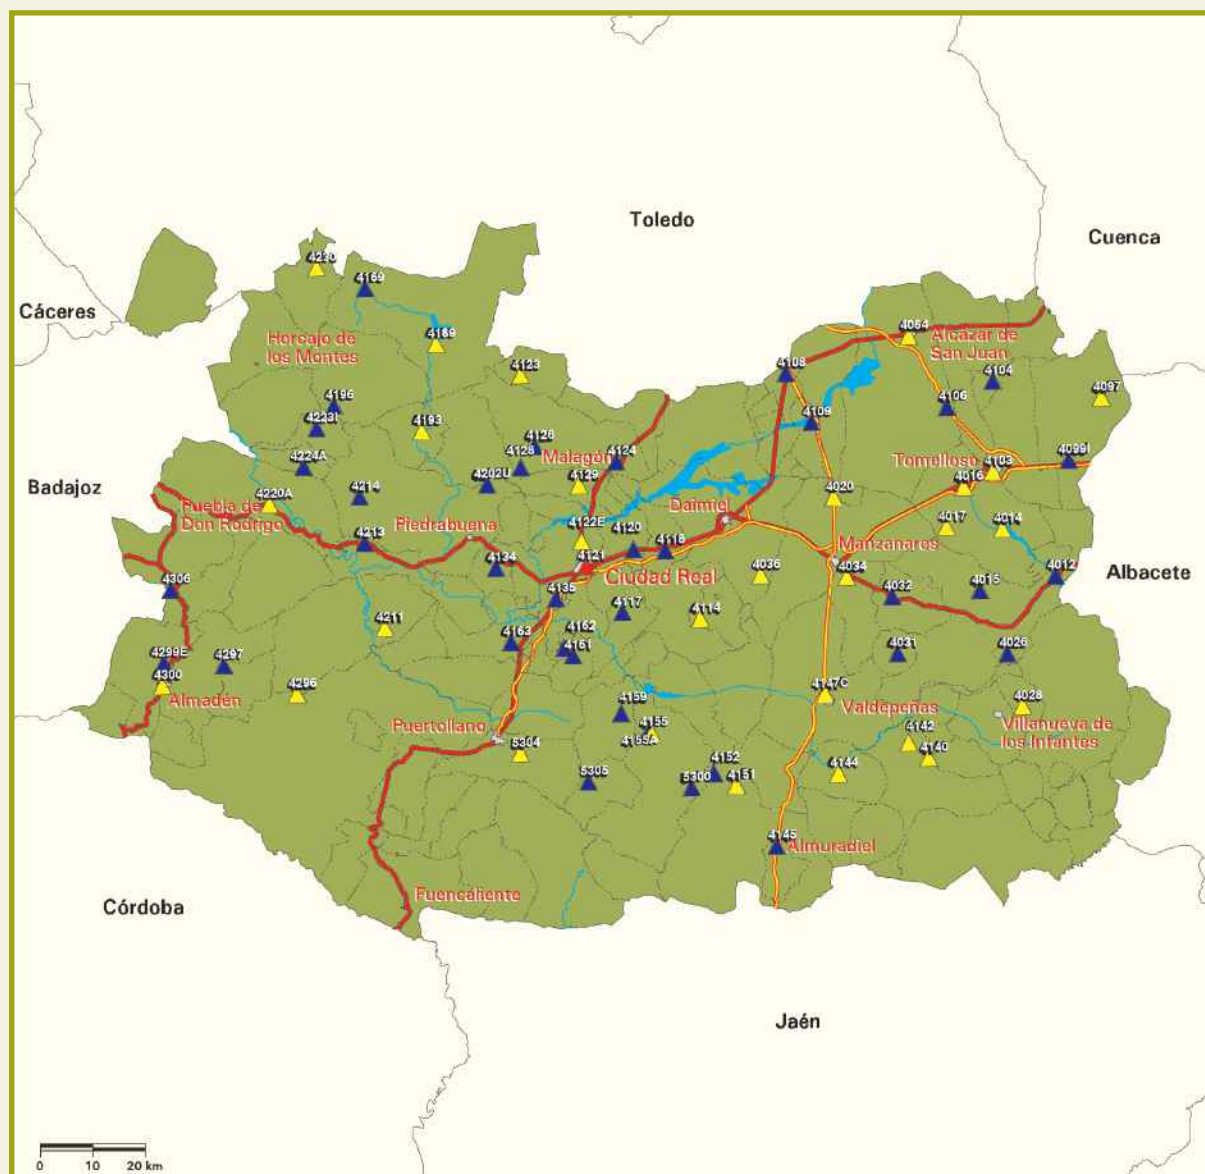 Toledo
Cuenca
Cáceres
4230
4169
Horcajo de
los Montes
4189
4064
Alcázar de
San Juan
4123
4108
4104
4097
4196
4106
4223I
4193
4109
4126
4124
4224A
4128
Malagón
4099I
4202U
4129
Tomelloso
4103
4016
Badajoz
4214
4220A
4020
Puebla de
Don Rodrigo
Piedrabuena
Daimiel
4122E
4017
4014
4213
4120
4118
Manzanares
4134
4121
Ciudad Real
4036
4034
4012
Albacete
4306
4032
4015
4135
4117
4114
4211
4163
4162
4161
4031
4026
4299E
4297
4300
Almadén
4296
4147C
Valdepeñas
4028
4159
4155
4155A
Puertollano
Villanueva de
los Infantes
4142
4140
5304
4144
5305
5300
4152
4151
4145
Almuradiel
Fuencaliente
Córdoba
Jaén
0 10 20 km